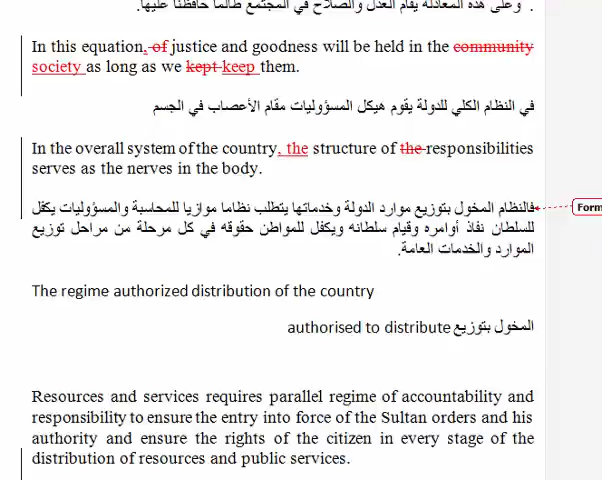 . وعلى هذه المعادلة يقام العدل والصلاح في المجتمع طالما حافظنا عليها.
In this equation, of justice and goodness will be held in the community
society as long as we kept keep them.
في النظام الكلي للدولة يقوم هيكل المسؤوليات مقام الأعصاب في الجسم
In the overall system of the country, the structure of the responsibilities
serves as the nerves in the body.
فالنظام المخول بتوزيع موارد الدولة وخدماتها يتطلب نظاما موازيا للمحاسبة والمسؤوليات يكفل
Form
للسلطان نفاذ أوامره وقيام سلطانه ويكفل للمواطن حقوقه في كل مرحلة من مراحل توزيع
الموارد والخدمات العامة.
The regime authorized distribution of the country
المخول بتوزيع authorised to distribute
Resources and services requires parallel regime of accountability and
responsibility to ensure the entry into force of the Sultan orders and his
authority and ensure the rights of the citizen in every stage of the
distribution of resources and public services.